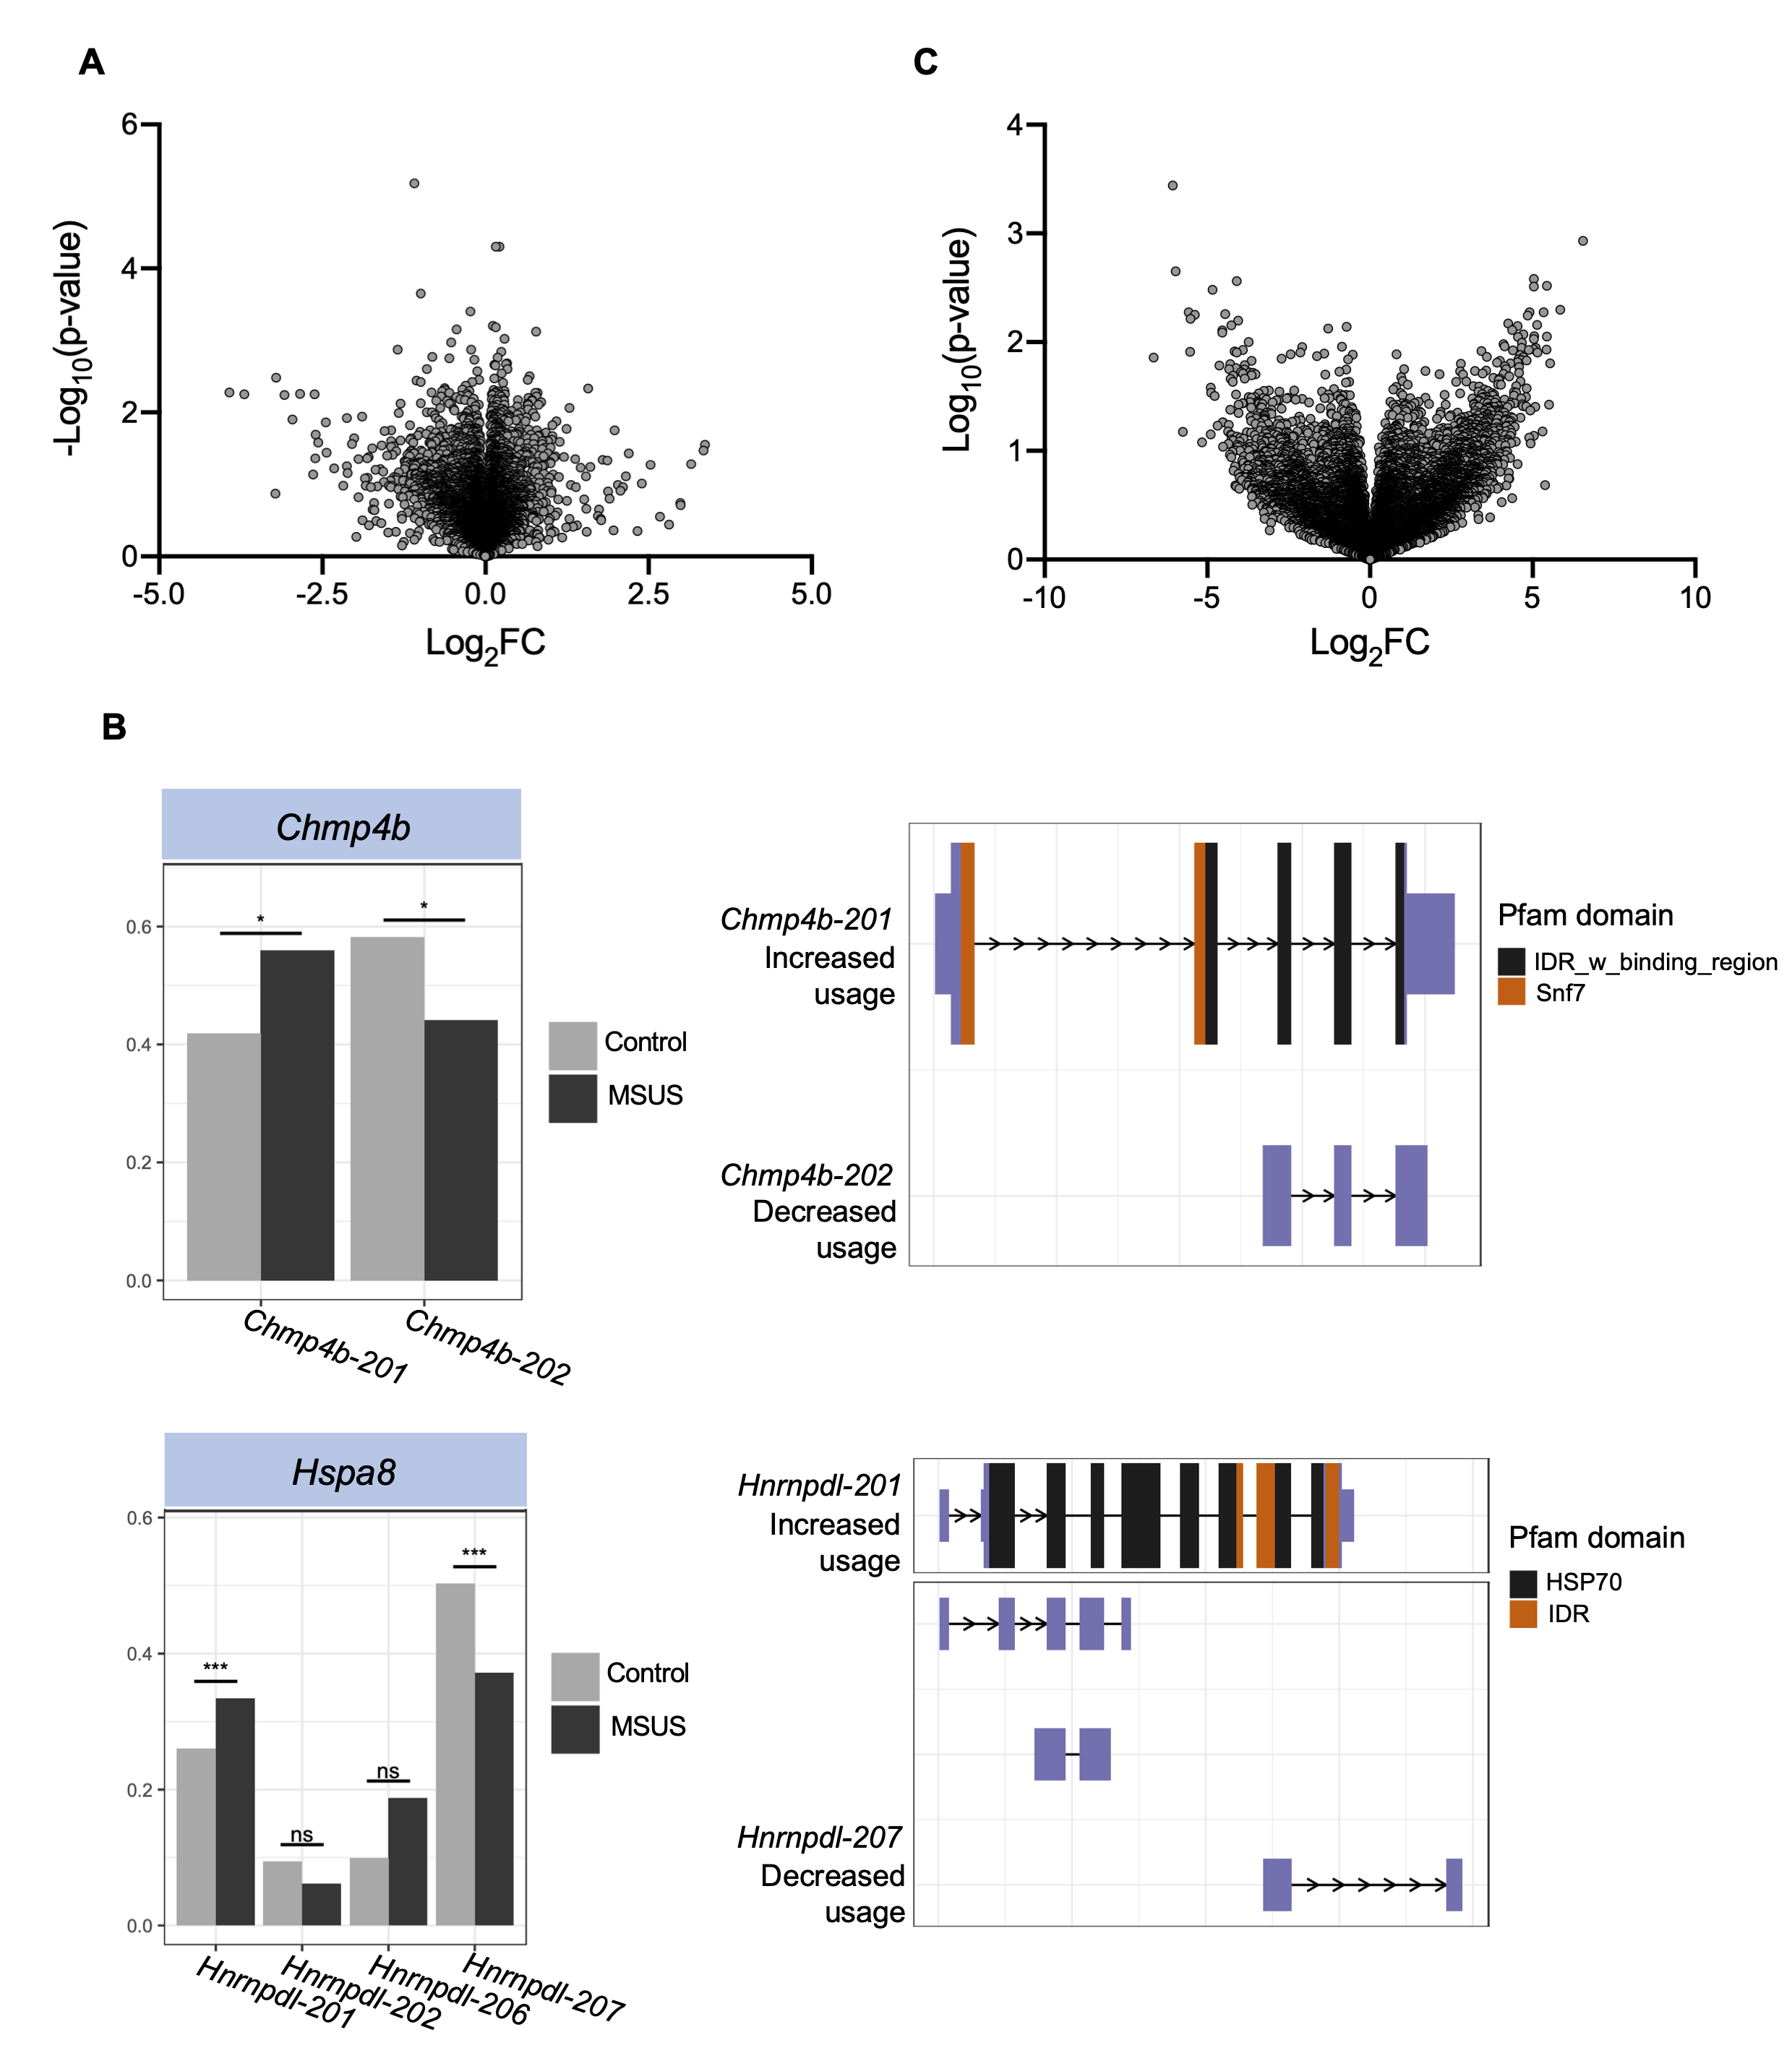 A
6
4
2
0
-5.0
-2.5
0.0
2.5
5.0
-Log10(p-value)
Log2FC
C
4
3
2
1
0
-10
-5
0
5
10
Log10(p-value)
Log2FC
B
Chmp4b
0.6
0.4
0.2
0.0
*
*
Chmp4b-201
Chmp4b-202
Control
MSUS
Chmp4b-201
Increased
usage
Chmp4b-202
Decreased
usage
Pfam domain
IDR_w_binding_region
Snf7
Hspa8
0.6
0.4
0.2
0.0
***
ns
ns
***
Hnrnpdl-201
Hnrnpdl-202
Hnrnpdl-206
Hnrnpdl-207
Control
MSUS
Hnrnpdl-201
Increased
usage
Hnrnpdl-207
Decreased
usage
Pfam domain
HSP70
IDR